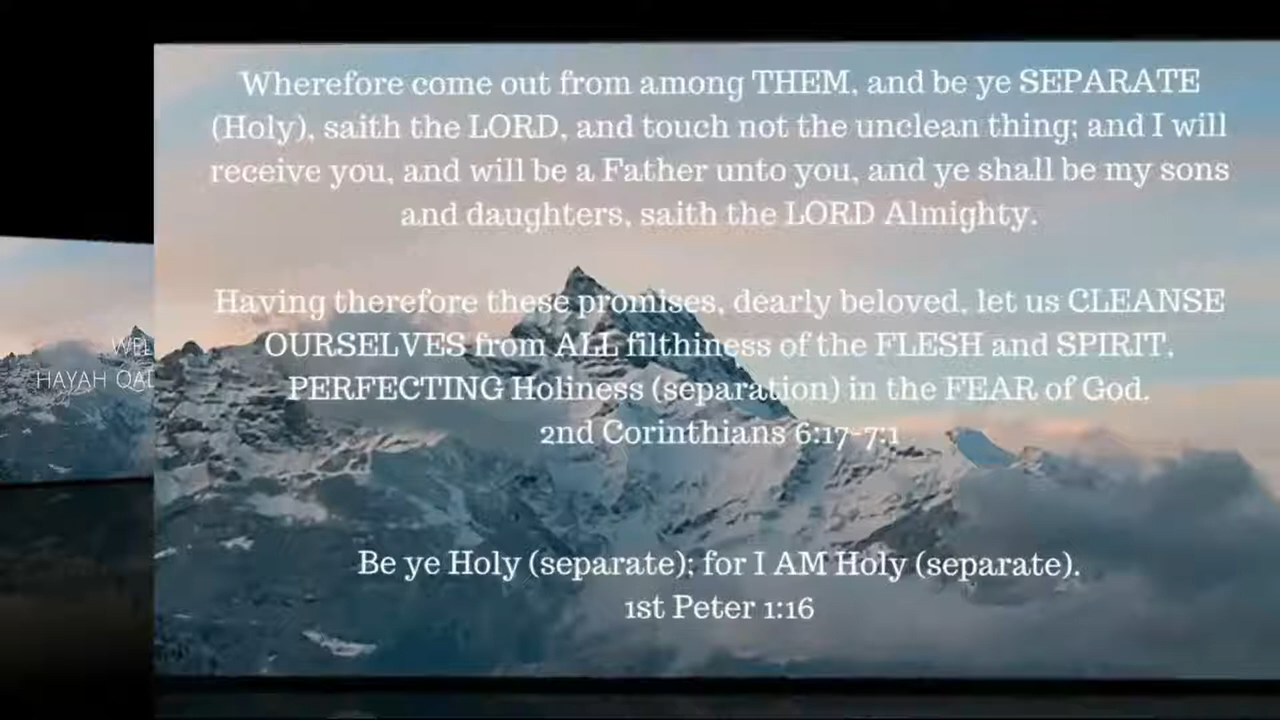 Wherefore come out from among THEM, and be ye SEPARATE
(Holy), saith the LORD, and touch not the unclean thing; and I will
receive you, and will be a Father unto you, and ye shall be my sons
and daughters, saith the LORD Almighty.
Having therefore these promises, dearly beloved, let us CLEANSE
OURSELVES from ALL filthiness of the FLESH and SPIRIT,
PERFECTING Holiness (separation) in the FEAR of God.
2nd Corinthians 6:17-7:1
Be ye Holy (separate); for I AM Holy (separate).
1st Peter 1:16
WEL
HAYAH QAD